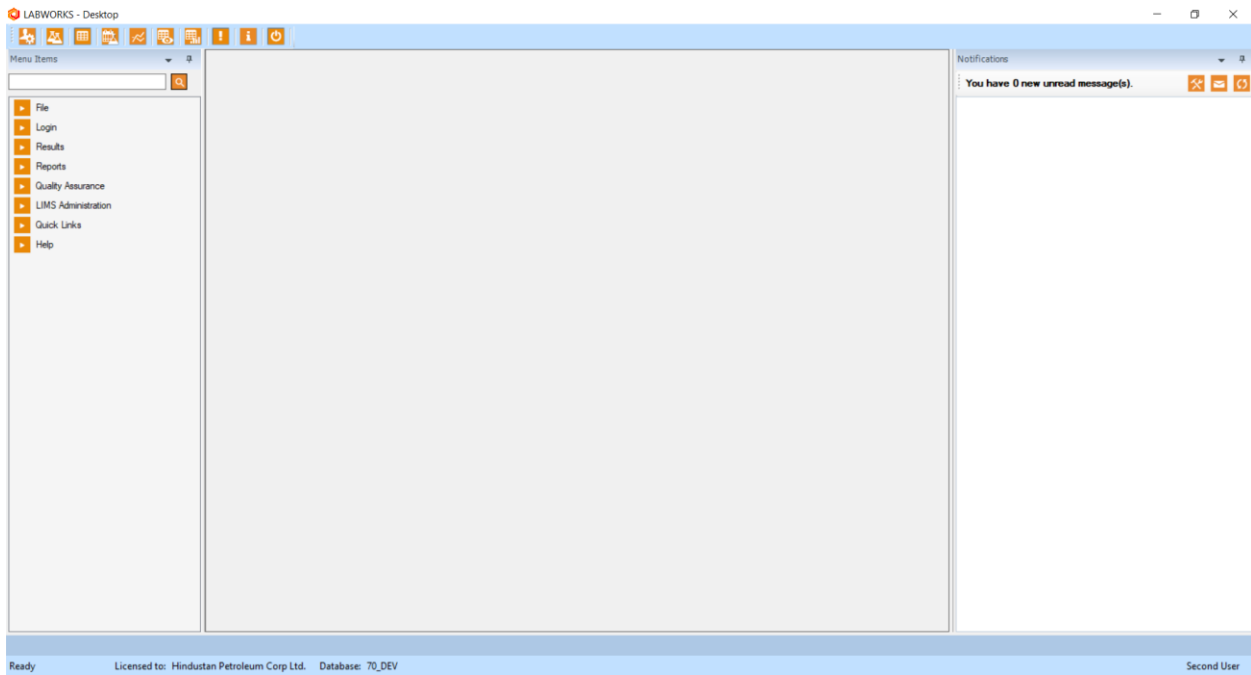 LABWORKS - Desktop
Menu Items
File
Login
Results
Reports
Quality Assurance
LIMS Administration
Quick Links
Help
Notifications
You have 0 new unread message(s).
Ready Licensed to: Hindustan Petroleum Corp Ltd. Database: 70_DEV Second User